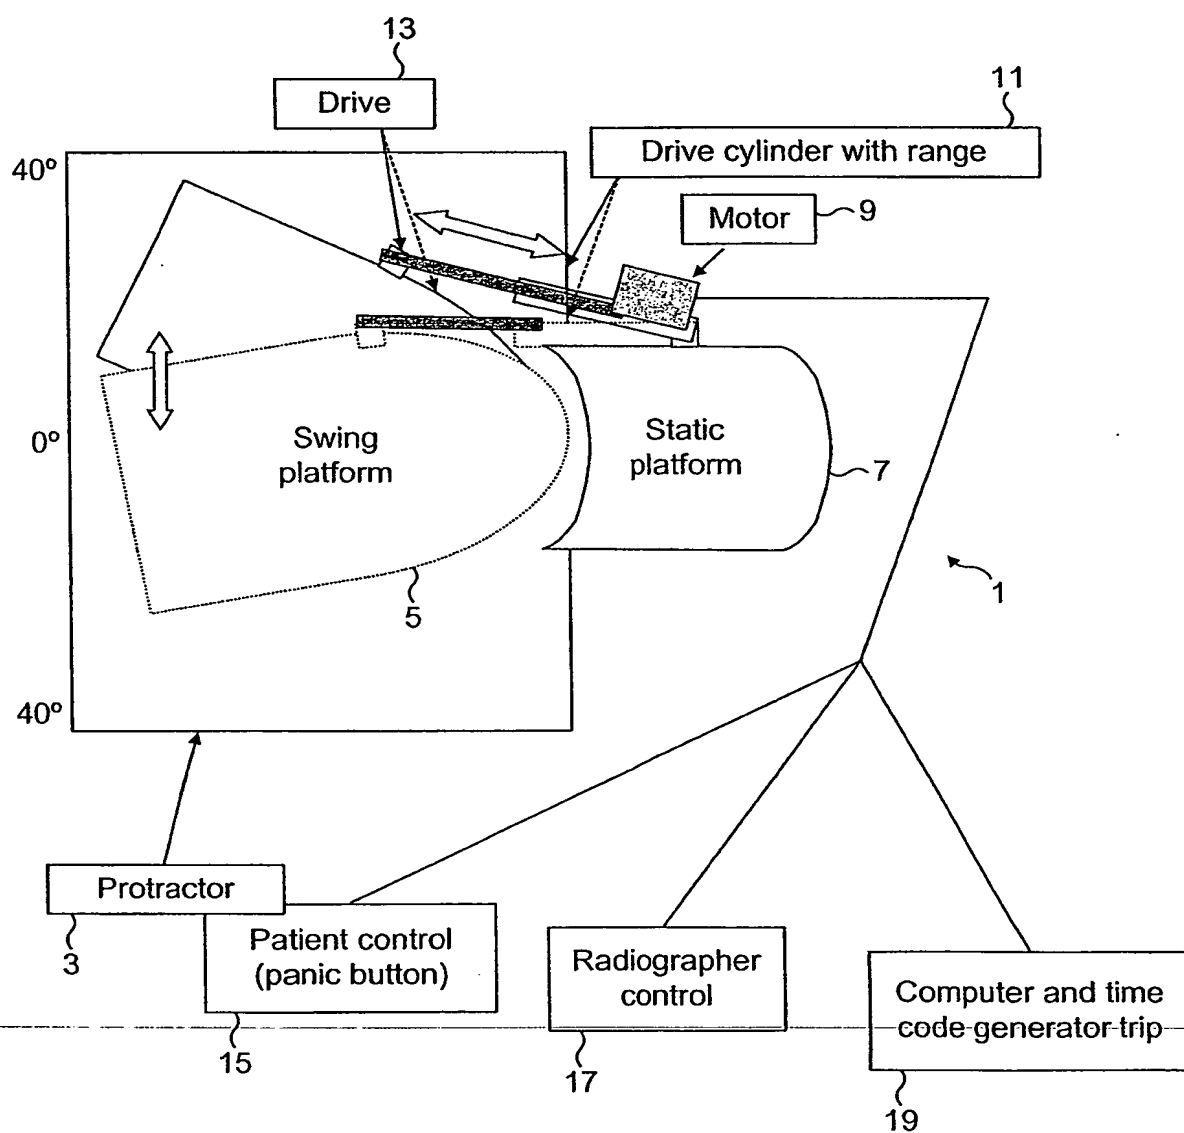 13
Drive
11
Drive cylinder with range
40º
Motor
9
0º
Swing
platform
Static
platform
7
5
1
40º
Protractor
3
Patient control
(panic button)
15
Radiographer
control
17
Computer and time
code generator trip
19